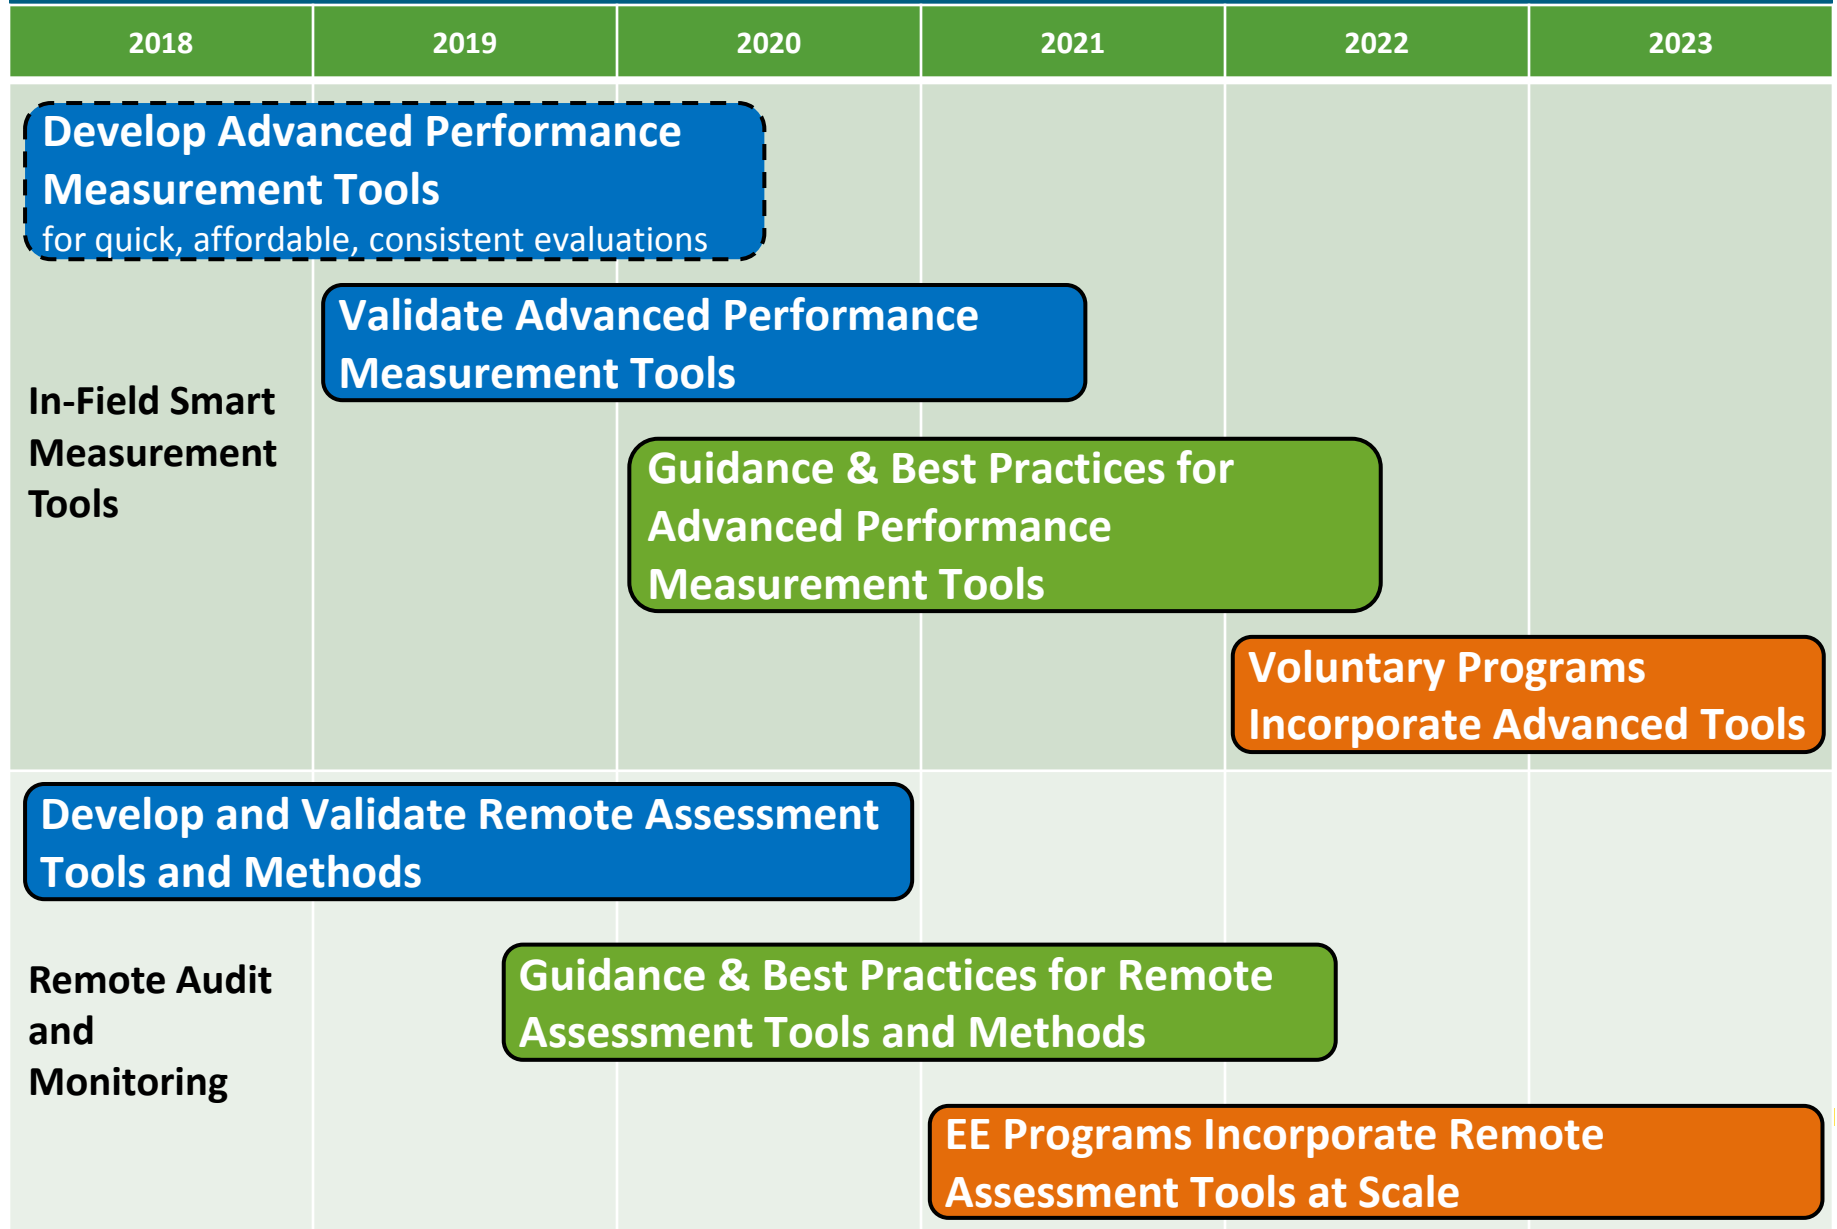 2018 2019 2020 2021 2022 2023
Develop Advanced Performance
Measurement Tools
for quick, affordable, consistent evaluations
Validate Advanced Performance
Measurement Tools
In-Field Smart
Measurement
Tools
Guidance & Best Practices for
Advanced Performance
Measurement Tools
Voluntary Programs
Incorporate Advanced Tools
Develop and Validate Remote Assessment
Tools and Methods
Remote Audit
and
Monitoring
Guidance & Best Practices for Remote
Assessment Tools and Methods
EE Programs Incorporate Remote
Assessment Tools at Scale